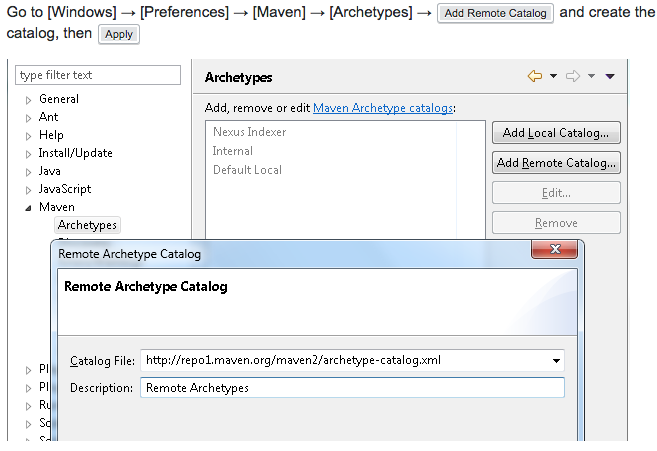 Go to [Windows] → [Preferences] → [Maven] → [Archetypes] → Add Remote Catalog and create the
catalog, then Apply
type filter text
General
Ant
Help
Install/Update
Java
JavaScript
Maven
Archetypes
Archetypes
Add, remove or edit Maven Archetype catalogs:
Nexus Indexer
Internal
Default Local
Add Local Catalog...
Add Remote Catalog...
Edit...
Remove
Remote Archetype Catalog
Remote Archetype Catalog
Catalog File: http://repo1.maven.org/maven2/archetype-catalog.xml
Description: Remote Archetypes